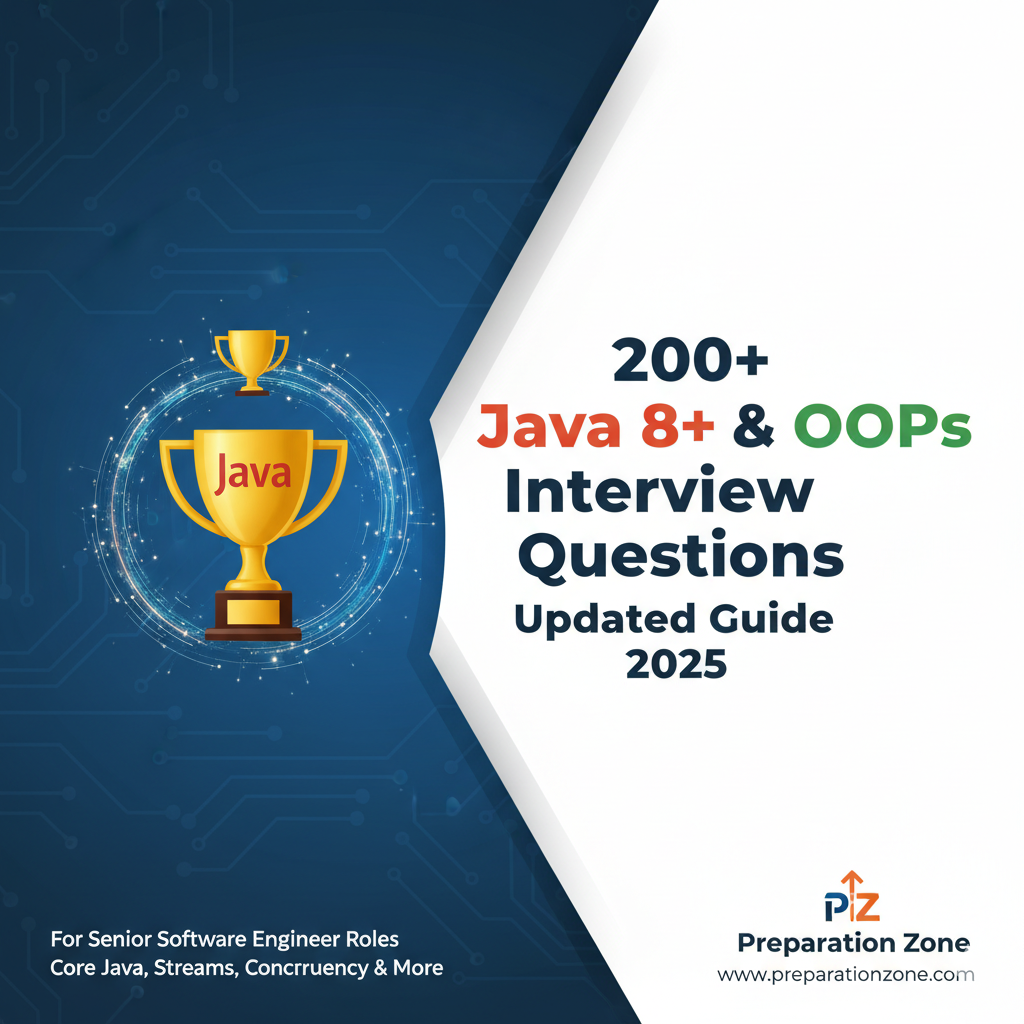 Java
200+
Java 8+ & OOPs
Interview
Questions
Updated Guide
2025
For Senior Software Engineer Roles
Core Java, Streams, Concrruency & More
PZ
Preparation Zone
www.preparationzone.com